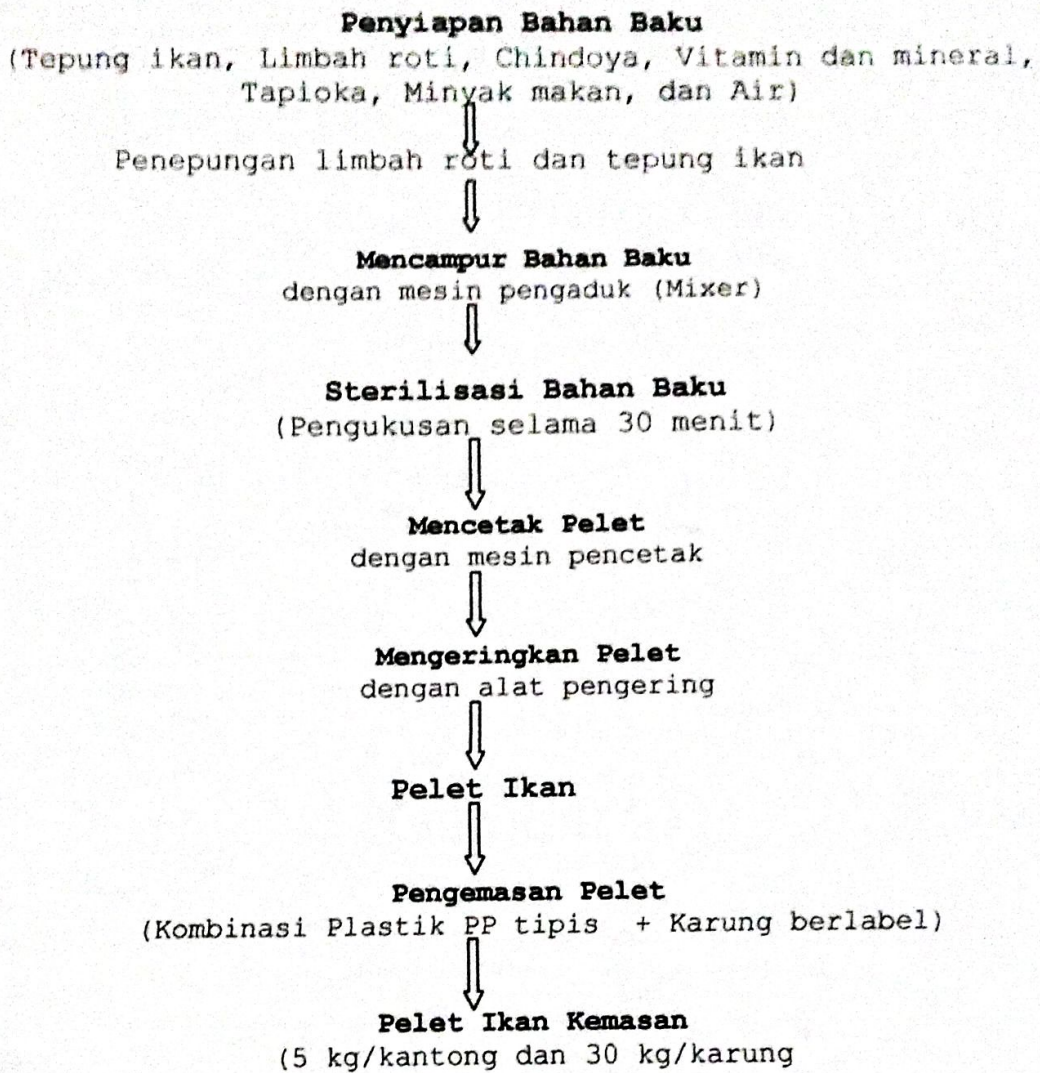 Penyiapan Bahan Baku
(Tepung ikan, Limbah roti, Chindoya, Vitamin dan mineral,
Tapioka, Minyak makan, dan Air)
Penepungan limbah roti dan tepung ikan
Mencampur Bahan Baku
dengan mesin pengaduk (Mixer)
Sterilisasi Bahan Baku
(Pengukusan selama 30 menit)
Mencetak Pelet
dengan mesin pencetak
Mengeringkan Pelet
dengan alat pengering
Pelet Ikan
Pengemasan Pelet
(Kombinasi Plastik PP tipis + Karung berlabel)
Pelet Ikan Kemasan
(5 kg/kantong dan 30 kg/karung